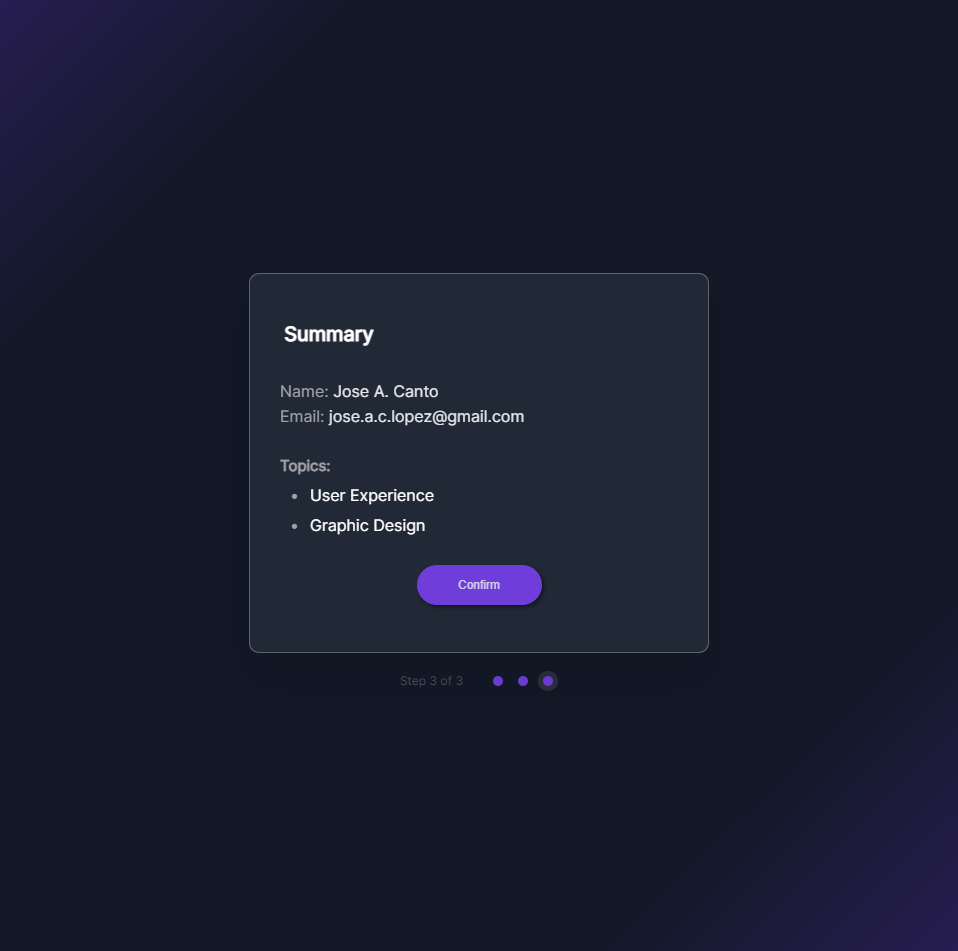 Summary
Name: Jose A. Canto
Email: jose.a.c.lopez@gmail.com
Topics:
• User Experience
• Graphic Design
Confirm
Step 3 of 3